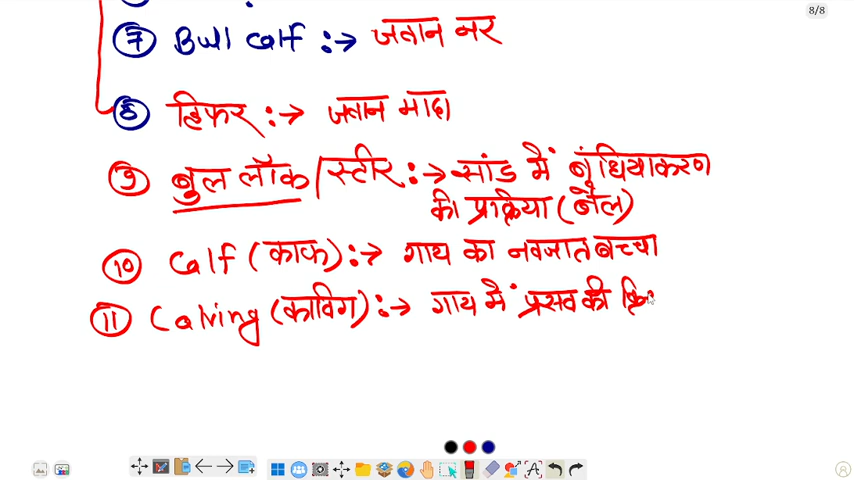 8/8
7 Bull calf :→ जवान नर
8 हिफर :→ जवान मादा
9 बुल लॉक/स्टीर :→ सांड में बंधियाकरण
की प्रक्रिया (बैल)
10 Calf (काफ) :→ गाय का नवजात बच्चा
11 Calving (काविंग) :→ गाय में प्रसव की